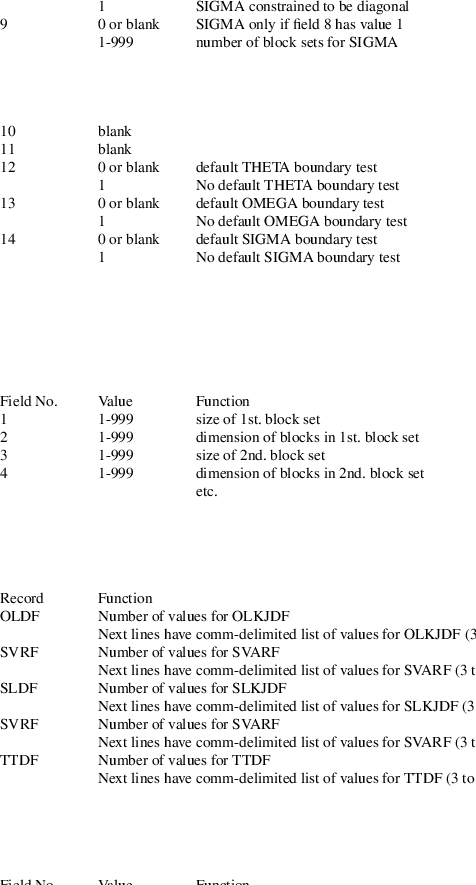 1 SIGMA constrained to be diagonal
9 0 or blank SIGMA only if field 8 has value 1
1-999 number of block sets for SIGMA
10 blank
11 blank
12 0 or blank default THETA boundary test
1 No default THETA boundary test
13 0 or blank default OMEGA boundary test
1 No default OMEGA boundary test
14 0 or blank default SIGMA boundary test
1 No default SIGMA boundary test
Field No. Value Function
1 1-999 size of 1st. block set
2 1-999 dimension of blocks in 1st. block set
3 1-999 size of 2nd. block set
4 1-999 dimension of blocks in 2nd. block set
etc.
Record Function
OLDF Number of values for OLKJDF
Next lines have comm-delimited list of values for OLKJDF (3
SVRF Number of values for SVARF
Next lines have comm-delimited list of values for SVARF (3 t
SLDF Number of values for SLKJDF
Next lines have comm-delimited list of values for SLKJDF (3
SVRF Number of values for SVARF
Next lines have comm-delimited list of values for SVARF (3 t
TTDF Number of values for TTDF
Next lines have comm-delimited list of values for TTDF (3 to
Field No. Value Function